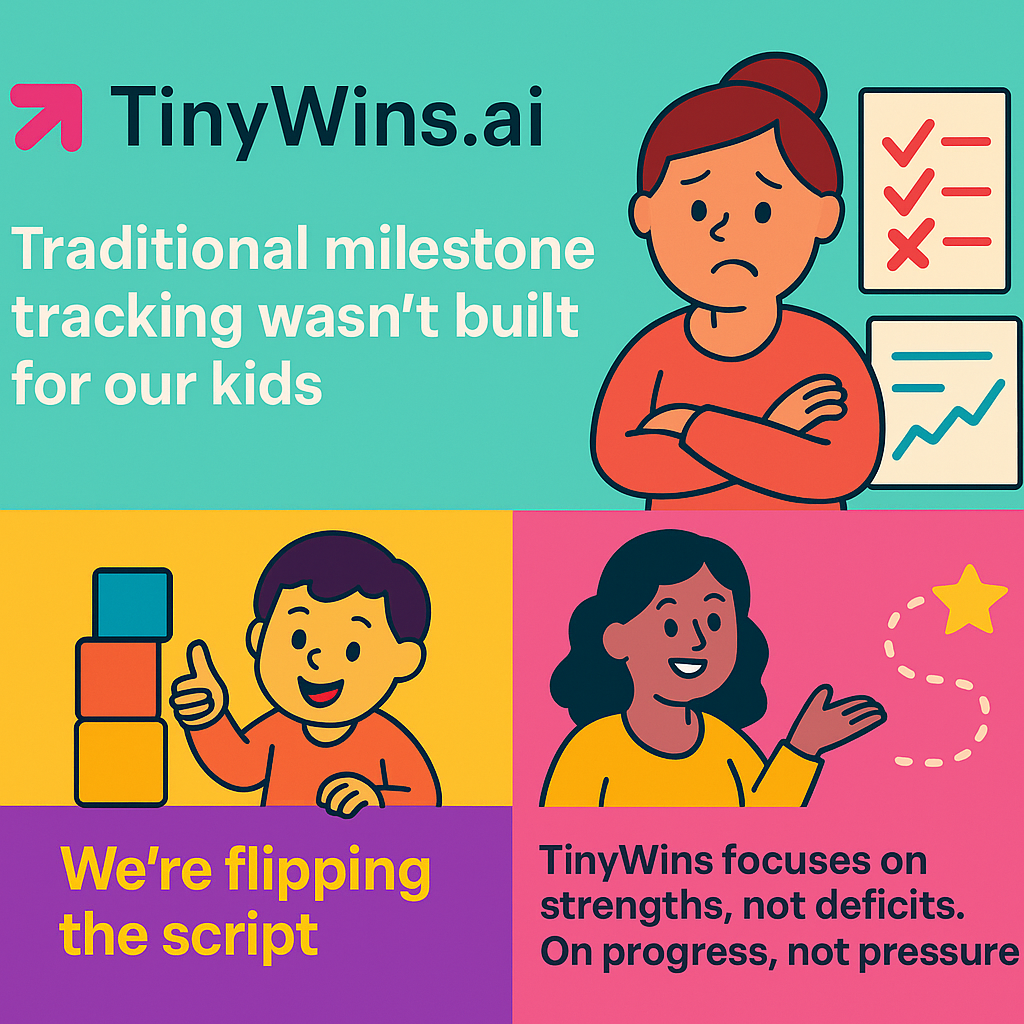 TinyWins.ai
Traditional milestone
tracking wasn't built
for our kids
We're flipping
the script
TinyWins focuses on
strengths, not deficits.
On progress, not pressure